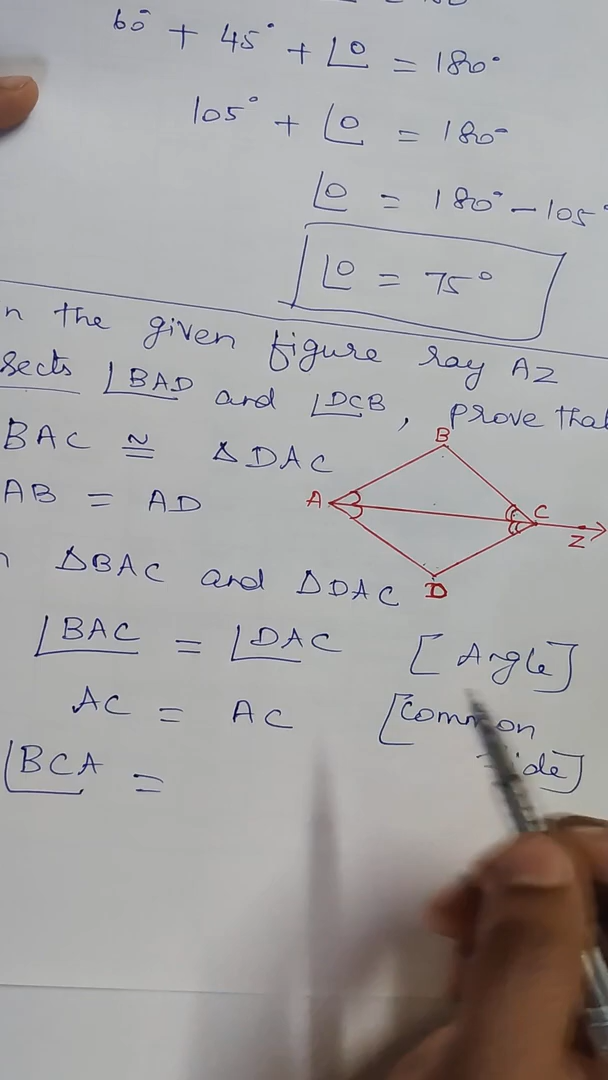 60° + 45° + ∠O = 180°
105° + ∠O = 180°
∠O = 180° - 105°
∠O = 75°
n the given figure ray AZ
sects ∠BAD and ∠DCB, prove that
BAC ≅ ΔDAC
B
AB = AD
A
C
Z
D
ΔBAC and ΔDAC
∠BAC = ∠DAC [Angle]
AC = AC [Common
side]
∠BCA =